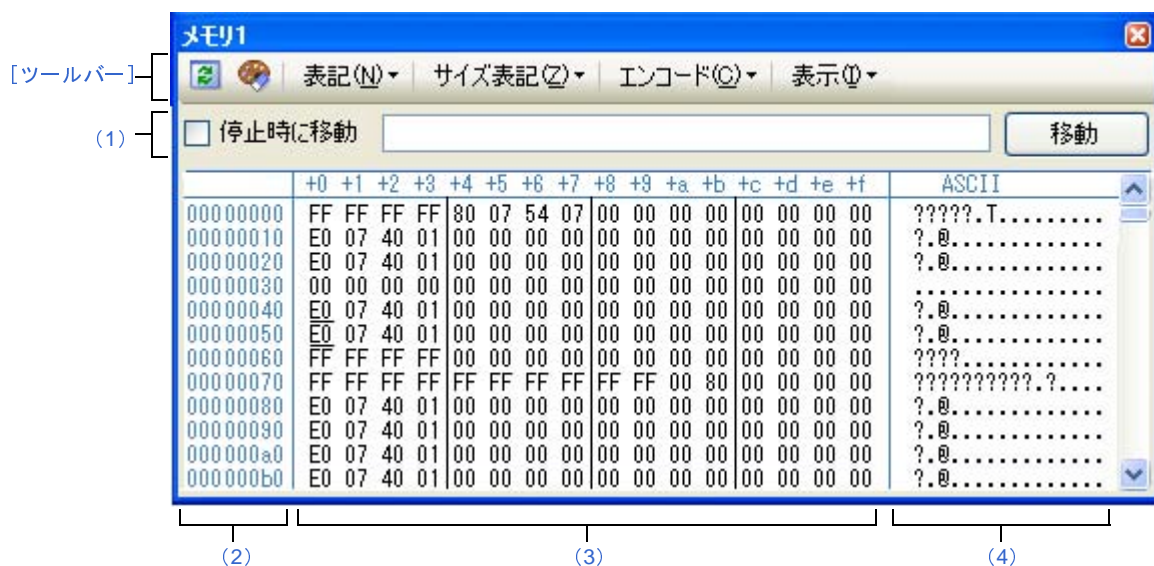 メモリ1
[ツールバー]
表記(N) サイズ表記(Z) エンコード(C) 表示(I)
(1)
停止時に移動 移動
+0 +1 +2 +3 +4 +5 +6 +7 +8 +9 +a +b +c +d +e +f ASCII
00000000 FF FF FF FF 80 07 54 07 00 00 00 00 00 00 00 00 ?????.T.........
00000010 E0 07 40 01 00 00 00 00 00 00 00 00 00 00 00 00 ?.@.............
00000020 E0 07 40 01 00 00 00 00 00 00 00 00 00 00 00 00 ?.@.............
00000030 00 00 00 00 00 00 00 00 00 00 00 00 00 00 00 00 ................
00000040 E0 07 40 01 00 00 00 00 00 00 00 00 00 00 00 00 ?.@.............
00000050 E0 07 40 01 00 00 00 00 00 00 00 00 00 00 00 00 ?.@.............
00000060 FF FF FF FF 00 00 00 00 00 00 00 00 00 00 00 00 ????............
00000070 FF FF FF FF FF FF FF FF FF FF 00 80 00 00 00 00 ??????????.?....
00000080 E0 07 40 01 00 00 00 00 00 00 00 00 00 00 00 00 ?.@.............
00000090 E0 07 40 01 00 00 00 00 00 00 00 00 00 00 00 00 ?.@.............
000000a0 E0 07 40 01 00 00 00 00 00 00 00 00 00 00 00 00 ?.@.............
000000b0 E0 07 40 01 00 00 00 00 00 00 00 00 00 00 00 00 ?.@.............
(2) (3) (4)